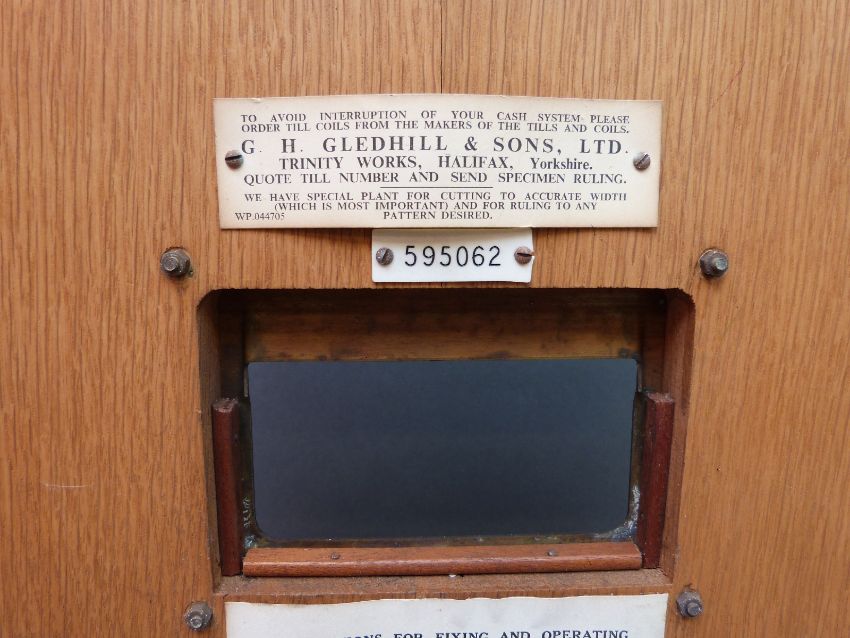 TO AVOID INTERRUPTION OF YOUR CASH SYSTEM PLEASE
ORDER TILL COILS FROM THE MAKERS OF THE TILLS AND COILS.
G. H. GLEDHILL & SONS, LTD.
TRINITY WORKS, HALIFAX, Yorkshire.
QUOTE TILL NUMBER AND SEND SPECIMEN RULING.
WE HAVE SPECIAL PLANT FOR CUTTING TO ACCURATE WIDTH
(WHICH IS MOST IMPORTANT) AND FOR RULING TO ANY
WP.044705 PATTERN DESIRED.
595062
FOR FIXING AND OPERATING